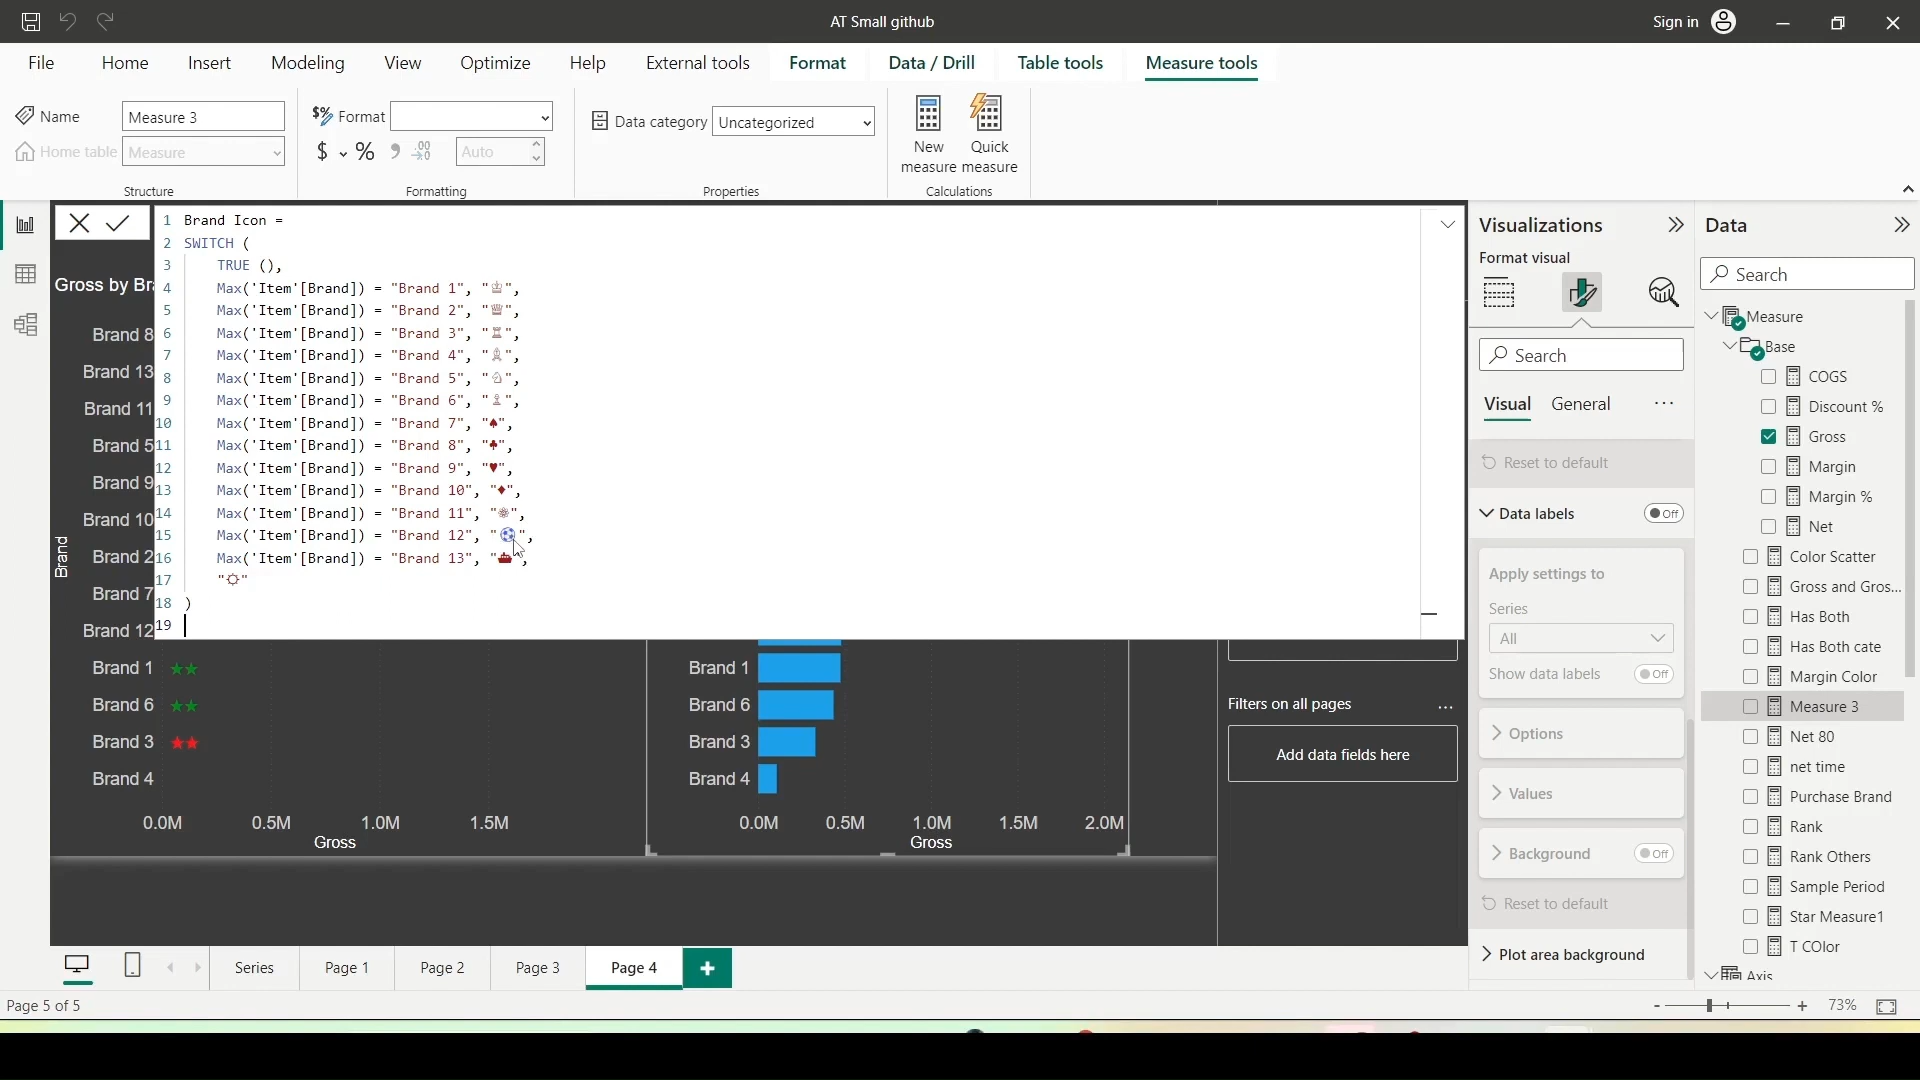 AT Small github
Sign in
File Home Insert Modeling View Optimize Help External tools Format Data / Drill Table tools Measure tools
Name Measure 3
Home table Measure
Structure
Format
$ % Auto
Formatting
Data category Uncategorized
Properties
New measure
Quick measure
Calculations
Gross by Bra
1 Brand Icon =
2 SWITCH (
3 TRUE (),
4 Max('Item'[Brand]) = "Brand 1", "♔",
5 Max('Item'[Brand]) = "Brand 2", "♕",
6 Max('Item'[Brand]) = "Brand 3", "♖",
7 Max('Item'[Brand]) = "Brand 4", "♗",
8 Max('Item'[Brand]) = "Brand 5", "♘",
9 Max('Item'[Brand]) = "Brand 6", "♙",
10 Max('Item'[Brand]) = "Brand 7", "♠",
11 Max('Item'[Brand]) = "Brand 8", "♣",
12 Max('Item'[Brand]) = "Brand 9", "♥",
13 Max('Item'[Brand]) = "Brand 10", "♦",
14 Max('Item'[Brand]) = "Brand 11", "⚛",
15 Max('Item'[Brand]) = "Brand 12", "⚽",
16 Max('Item'[Brand]) = "Brand 13", "⛴",
17 "⛭"
18 )
19
Brand
Brand 8
Brand 13
Brand 11
Brand 5
Brand 9
Brand 10
Brand 2
Brand 7
Brand 12
Brand 1 ★★
Brand 6 ★★
Brand 3 ★★
Brand 4
0.0M 0.5M 1.0M 1.5M
Gross
Brand 1
Brand 6
Brand 3
Brand 4
0.0M 0.5M 1.0M 1.5M 2.0M
Gross
Filters on all pages ...
Add data fields here
Visualizations
Format visual
Search
Visual General ...
Reset to default
Data labels Off
Apply settings to
Series
All
Show data labels Off
Options
Values
Background Off
Reset to default
Plot area background
Data
Search
Measure
Base
COGS
Discount %
Gross
Margin
Margin %
Net
Color Scatter
Gross and Gros...
Has Both
Has Both cate
Margin Color
Measure 3
Net 80
net time
Purchase Brand
Rank
Rank Others
Sample Period
Star Measure1
T COlor
Axis
Series Page 1 Page 2 Page 3 Page 4 +
Page 5 of 5
- + 73%